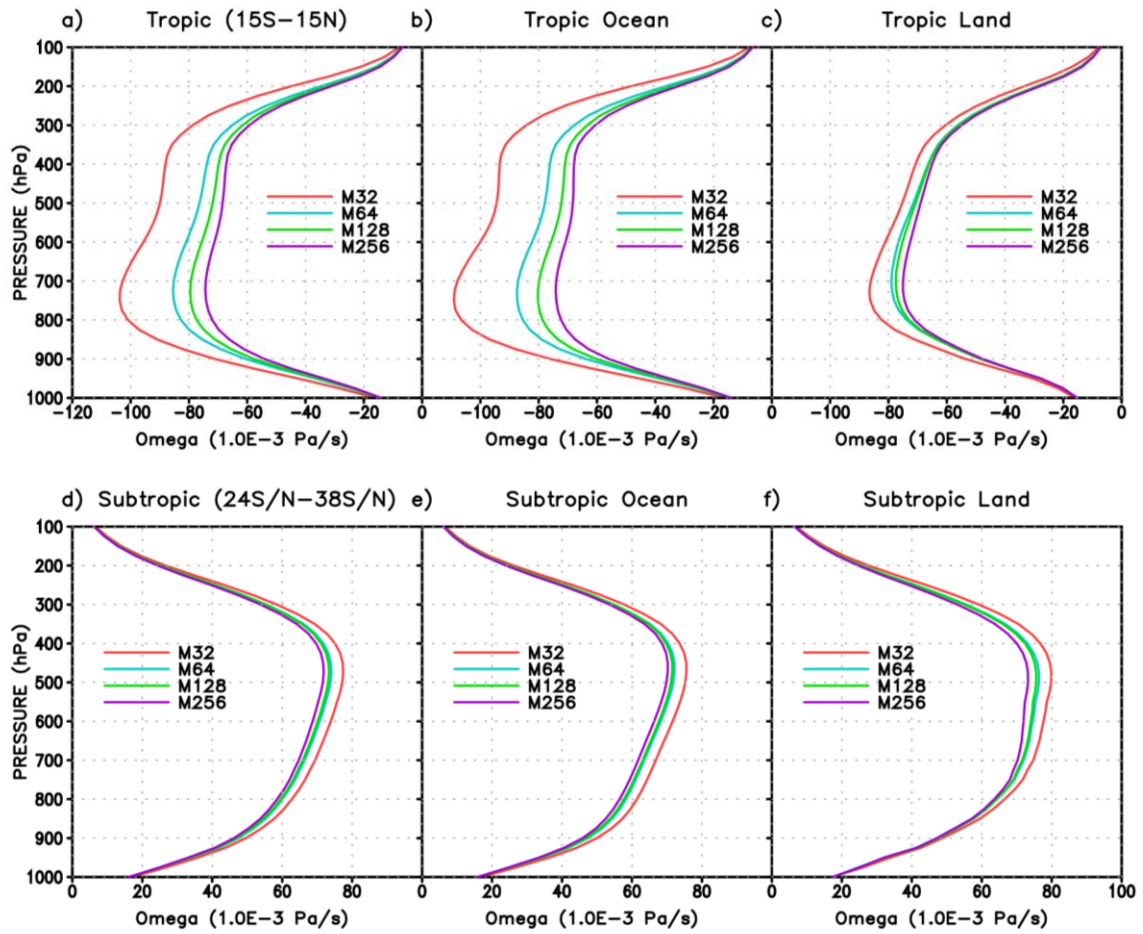 a) Tropic (15S−15N) b) Tropic Ocean c) Tropic Land
PRESSURE (hPa)
100
200
300
400
500
600
700
800
900
1000
M32
M64
M128
M256
M32
M64
M128
M256
M32
M64
M128
M256
−120 −100 −80 −60 −40 −20 0 −100 −80 −60 −40 −20 0 −100 −80 −60 −40 −20 0
Omega (1.0E−3 Pa/s) Omega (1.0E−3 Pa/s) Omega (1.0E−3 Pa/s)
d) Subtropic (24S/N−38S/N) e) Subtropic Ocean f) Subtropic Land
PRESSURE (hPa)
100
200
300
400
500
600
700
800
900
1000
M32
M64
M128
M256
M32
M64
M128
M256
M32
M64
M128
M256
0 20 40 60 80 0 20 40 60 80 0 20 40 60 80 100
Omega (1.0E−3 Pa/s) Omega (1.0E−3 Pa/s) Omega (1.0E−3 Pa/s)